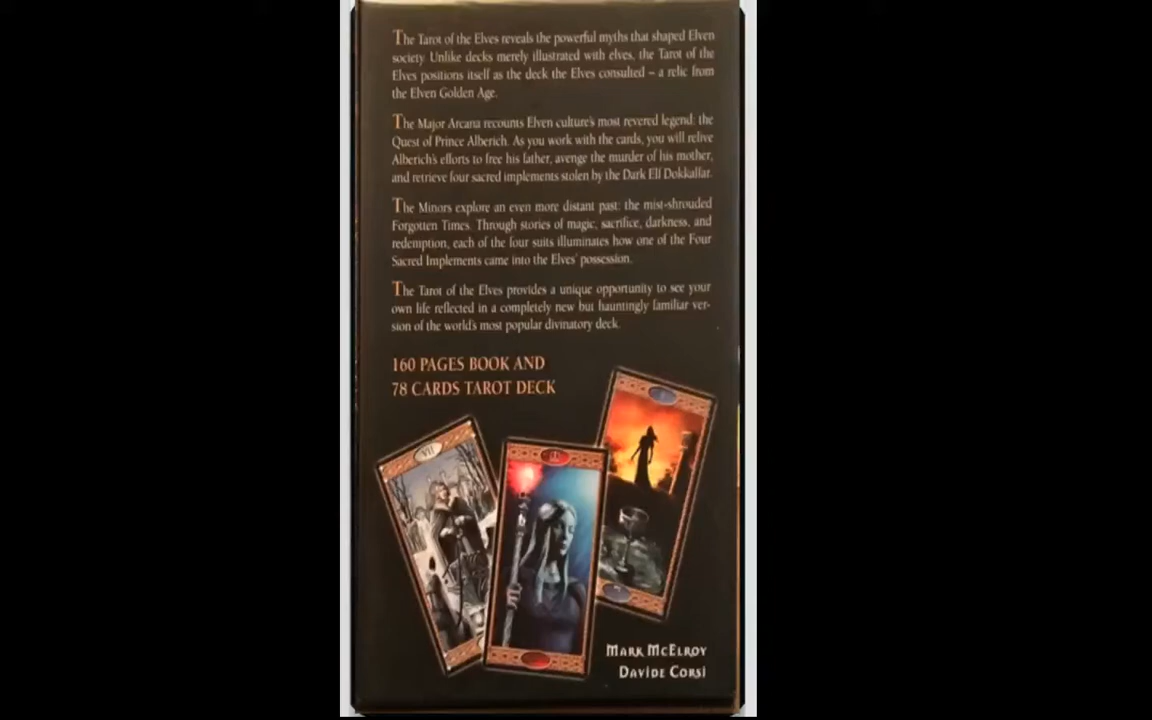 The Tarot of the Elves reveals the powerful myths that shaped Elven
society. Unlike decks merely illustrated with elves, the Tarot of the
Elves positions itself as the deck the Elves consulted – a relic from
the Elven Golden Age.
The Major Arcana recounts Elven culture's most revered legend: the
Quest of Prince Alberich. As you work with the cards, you will relive
Alberich's efforts to free his father, avenge the murder of his mother,
and retrieve four sacred implements stolen by the Dark Elf Dokkalfar.
The Minors explore an even more distant past: the mist-shrouded
Forgotten Times. Through stories of magic, sacrifice, darkness, and
redemption, each of the four suits illuminates how one of the Four
Sacred Implements came into the Elves' possession.
The Tarot of the Elves provides a unique opportunity to see your
own life reflected in a completely new but hauntingly familiar ver-
sion of the world's most popular divinatory deck.
160 PAGES BOOK AND
78 CARDS TAROT DECK
VII
MARK MCELROY
DAVIDE CORSI